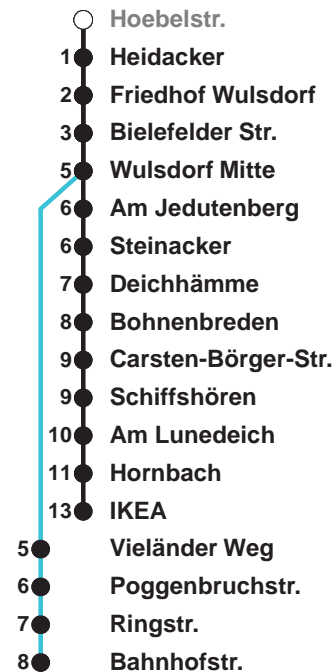 Hoebelstr.
1 Heidacker
2 Friedhof Wulsdorf
3 Bielefelder Str.
5 Wulsdorf Mitte
6 Am Jedutenberg
6 Steinacker
7 Deichhämme
8 Bohnenbreden
9 Carsten-Börger-Str.
9 Schiffshören
10 Am Lunedeich
11 Hornbach
13 IKEA
5 Vieländer Weg
6 Poggenbruchstr.
7 Ringstr.
8 Bahnhofstr.